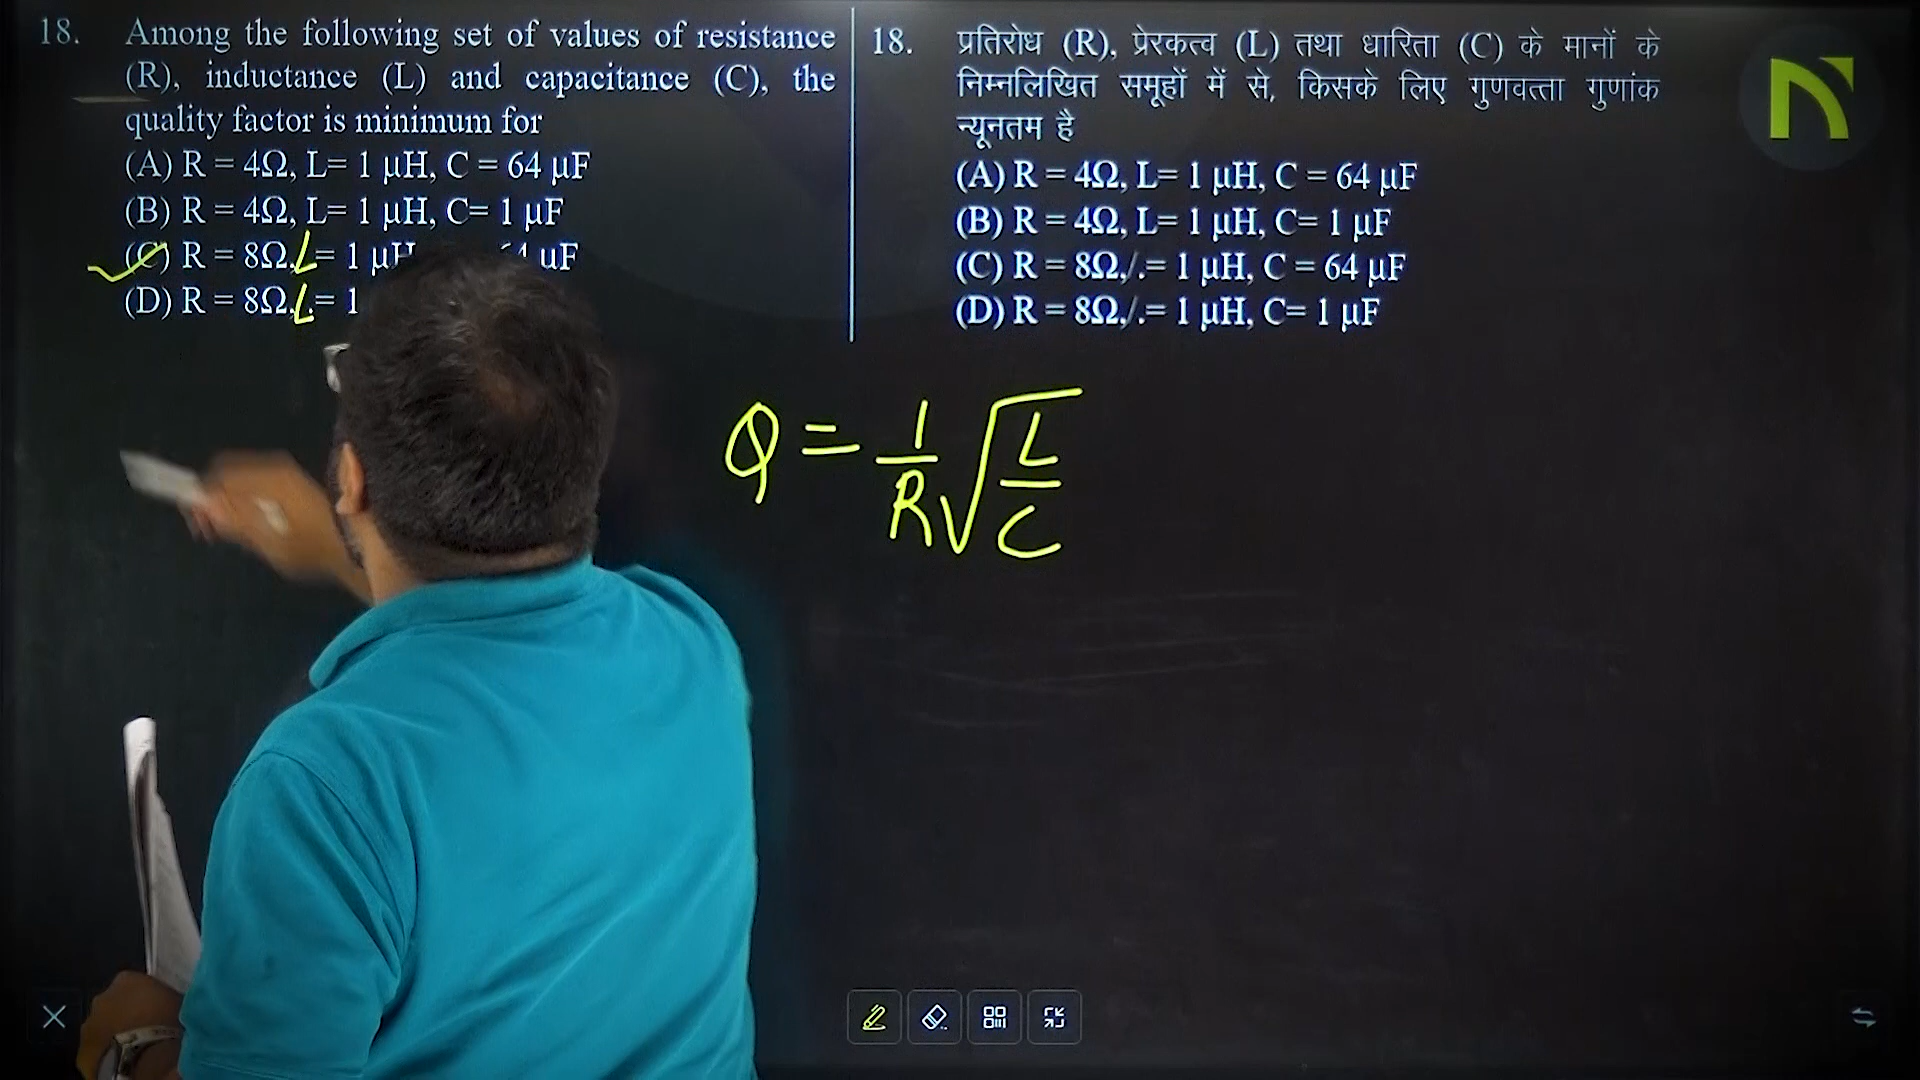 18. Among the following set of values of resistance
(R), inductance (L) and capacitance (C), the
quality factor is minimum for
(A) R = 4Ω, L= 1 μH, C = 64 μF
(B) R = 4Ω, L= 1 μH, C= 1 μF
(C) R = 8Ω, L= 1 μH 64 μF
(D) R = 8Ω, L= 1
18. प्रतिरोध (R), प्रेरकत्व (L) तथा धारिता (C) के मानों के
निम्नलिखित समूहों में से, किसके लिए गुणवत्ता गुणांक
न्यूनतम है
(A) R = 4Ω, L= 1 μH, C = 64 μF
(B) R = 4Ω, L= 1 μH, C= 1 μF
(C) R = 8Ω,/.= 1 μH, C = 64 μF
(D) R = 8Ω,/.= 1 μH, C= 1 μF
Q = 1/R √L/C